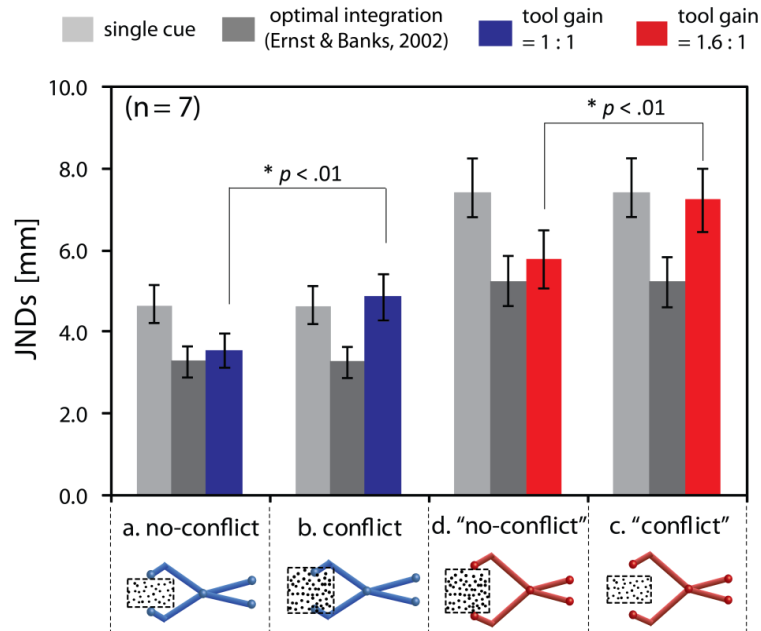 single cue
optimal integration
(Ernst & Banks, 2002)
tool gain
= 1 : 1
tool gain
= 1.6 : 1
10.0
8.0
6.0
4.0
2.0
0.0
JNDs [mm]
(n = 7)
* p < .01
* p < .01
a. no-conflict
b. conflict
d. “no-conflict”
c. “conflict”